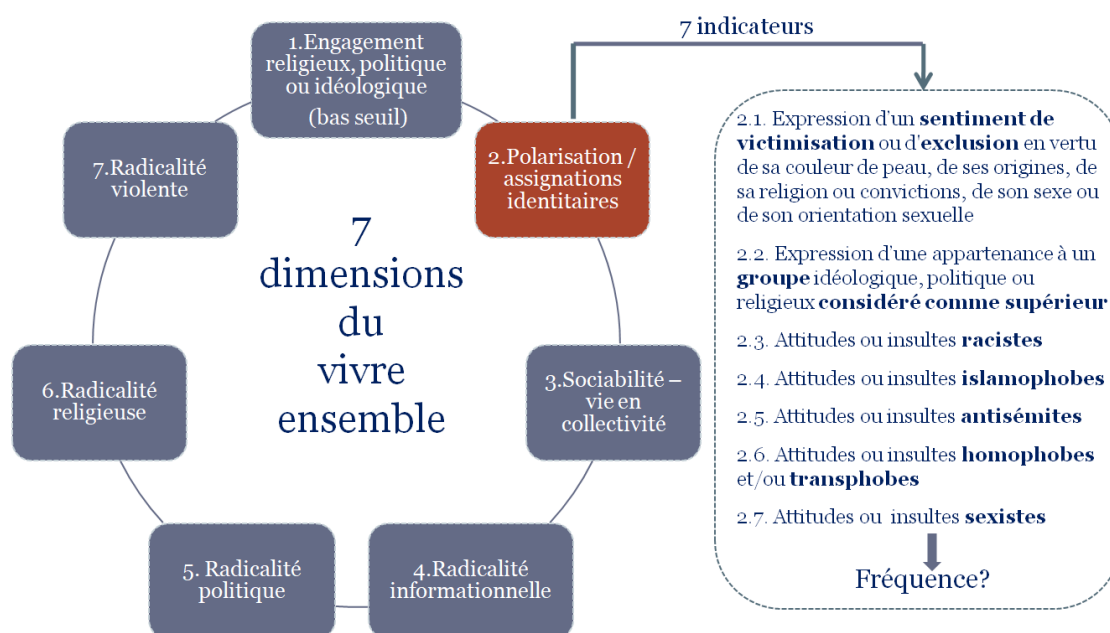 7 indicateurs
1.Engagement
religieux, politique
ou idéologique
(bas seuil)
2.Polarisation /
assignations
identitaires
3.Sociabilité –
vie en
collectivité
4.Radicalité
informationnelle
5. Radicalité
politique
6.Radicalité
religieuse
7.Radicalité
violente
7
dimensions
du
vivre
ensemble
2.1. Expression d'un sentiment de
victimisation ou d'exclusion en vertu
de sa couleur de peau, de ses origines, de
sa religion ou convictions, de son sexe ou
de son orientation sexuelle
2.2. Expression d'une appartenance à un
groupe idéologique, politique ou
religieux considéré comme supérieur
2.3. Attitudes ou insultes racistes
2.4. Attitudes ou insultes islamophobes
2.5. Attitudes ou insultes antisémites
2.6. Attitudes ou insultes homophobes
et/ou transphobes
2.7. Attitudes ou insultes sexistes
Fréquence?